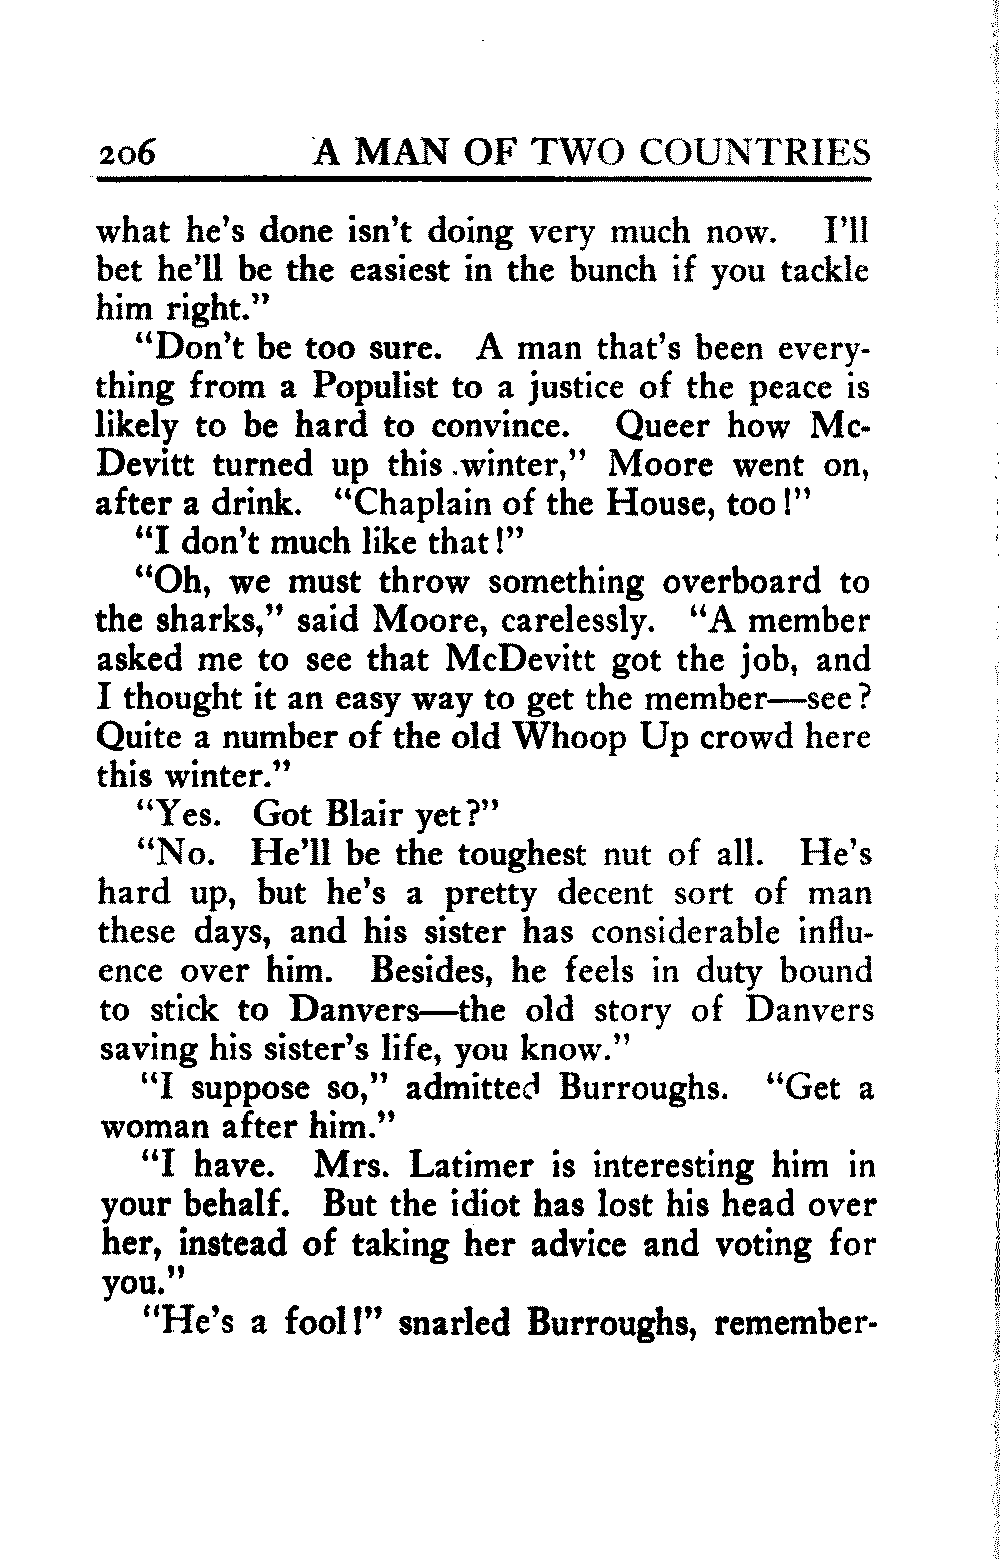 206 A MAN OF TWO COUNTRIES
what he's done isn't doing very much now. I'll
bet he'll be the easiest in the bunch if you tackle
him right."
"Don't be too sure. A man that's been every-
thing from a Populist to a justice of the peace is
likely to be hard to convince. Queer how Mc-
Devitt turned up this winter," Moore went on,
after a drink. "Chaplain of the House, too!"
"I don't much like that!"
"Oh, we must throw something overboard to
the sharks," said Moore, carelessly. "A member
asked me to see that McDevitt got the job, and
I thought it an easy way to get the member—see?
Quite a number of the old Whoop Up crowd here
this winter."
"Yes. Got Blair yet?"
"No. He'll be the toughest nut of all. He's
hard up, but he's a pretty decent sort of man
these days, and his sister has considerable influ-
ence over him. Besides, he feels in duty bound
to stick to Danvers—the old story of Danvers
saving his sister's life, you know."
"I suppose so," admitted Burroughs. "Get a
woman after him."
"I have. Mrs. Latimer is interesting him in
your behalf. But the idiot has lost his head over
her, instead of taking her advice and voting for
you."
"He's a fool!" snarled Burroughs, remember-